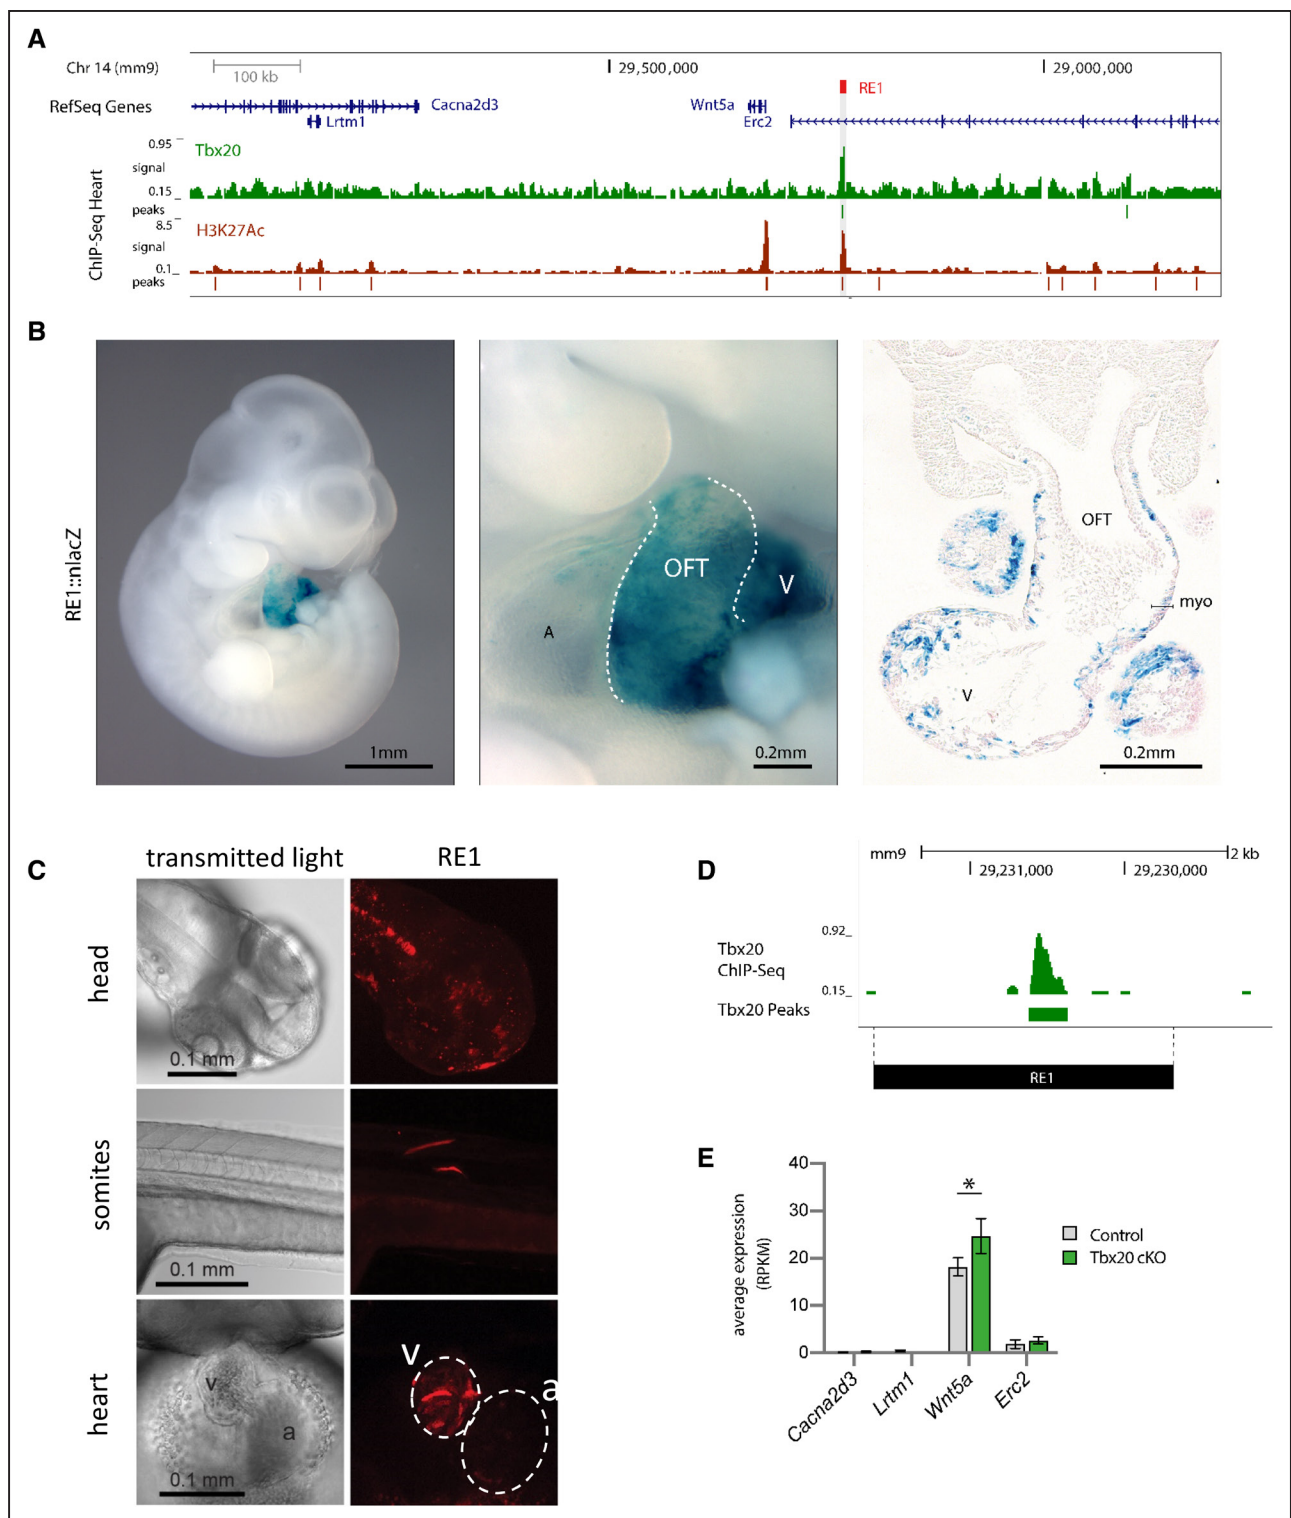 A
Chr 14 (mm9)
100 kb
29,500,000
29,000,000
RE1
RefSeq Genes
Cacna2d3
Wnt5a
Lrtm1
Erc2
ChIP-Seq Heart
0.95
Tbx20
signal
0.15
peaks
8.5
H3K27Ac
signal
0.1
peaks
B
RE1::nlacZ
1mm
OFT
V
A
0.2mm
OFT
myo
V
0.2mm
C
transmitted light
RE1
head
0.1 mm
somites
0.1 mm
heart
v
a
0.1 mm
v
a
D
mm9
2 kb
29,231,000
29,230,000
0.92
Tbx20
ChIP-Seq
0.15
Tbx20 Peaks
RE1
E
average expression
(RPKM)
40
30
20
10
0
*
Control
Tbx20 cKO
Cacna2d3
Lrtm1
Wnt5a
Erc2